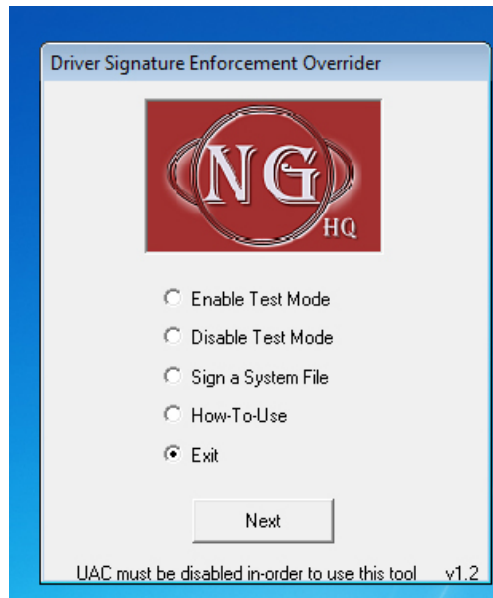 Driver Signature Enforcement Overrider
NG
HQ
Enable Test Mode
Disable Test Mode
Sign a System File
How-To-Use
Exit
Next
UAC must be disabled in-order to use this tool v1.2